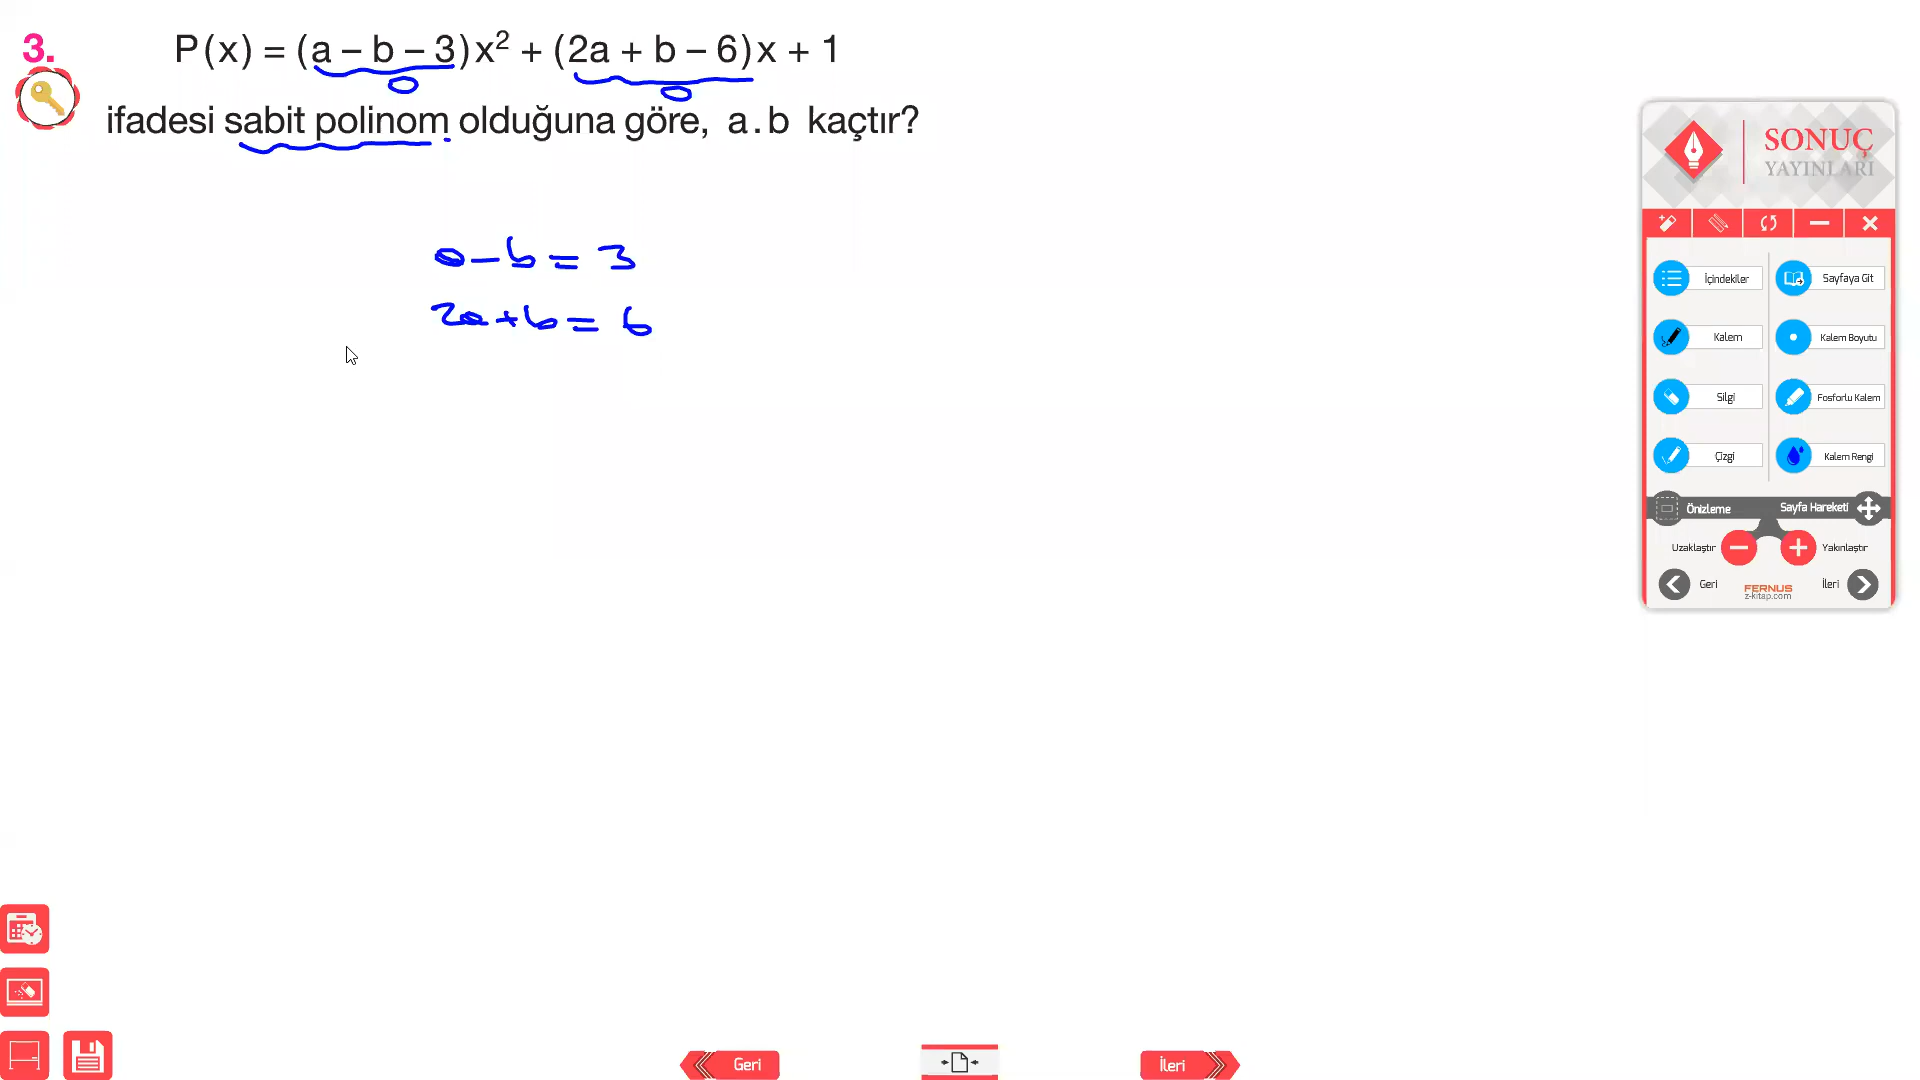 3. P(x) = (a – b – 3)x² + (2a + b – 6)x + 1
0 0
ifadesi sabit polinom olduğuna göre, a.b kaçtır?
a – b = 3
2a + b = 6
SONUÇ
YAYINLARI
İçindekiler
Sayfaya Git
Kalem
Kalem Boyutu
Silgi
Fosforlu Kalem
Çizgi
Kalem Rengi
Önizleme
Sayfa Hareketi
Uzaklaştır
Yakınlaştır
Geri
FERNUS
z-kitap.com
İleri
Geri
İleri